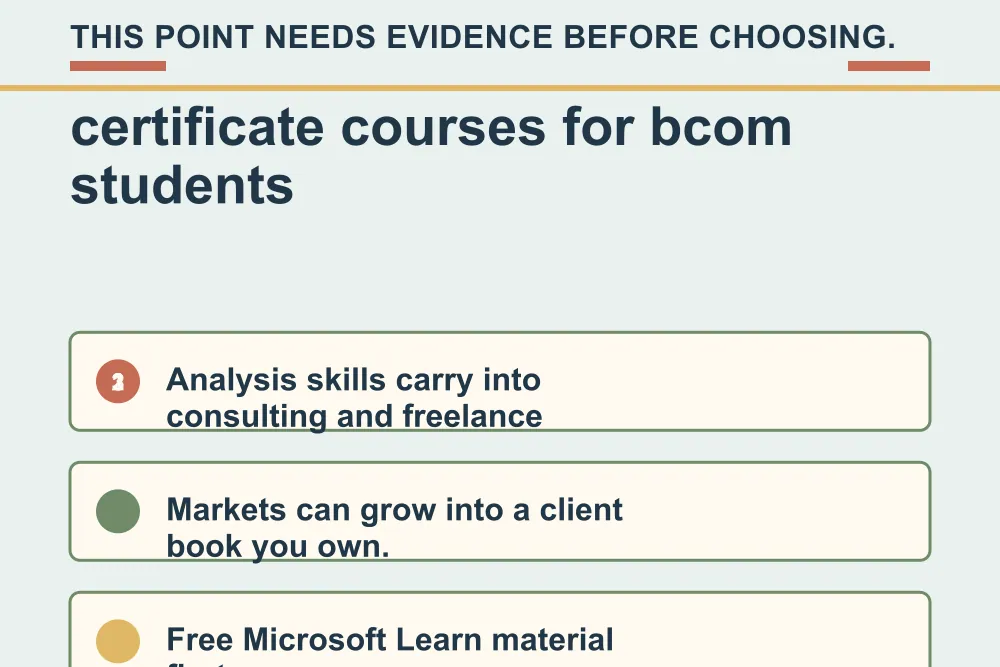 THIS POINT NEEDS EVIDENCE BEFORE CHOOSING.
certificate courses for bcom
students
Analysis skills carry into
consulting and freelance
Markets can grow into a client
book you own.
Free Microsoft Learn material